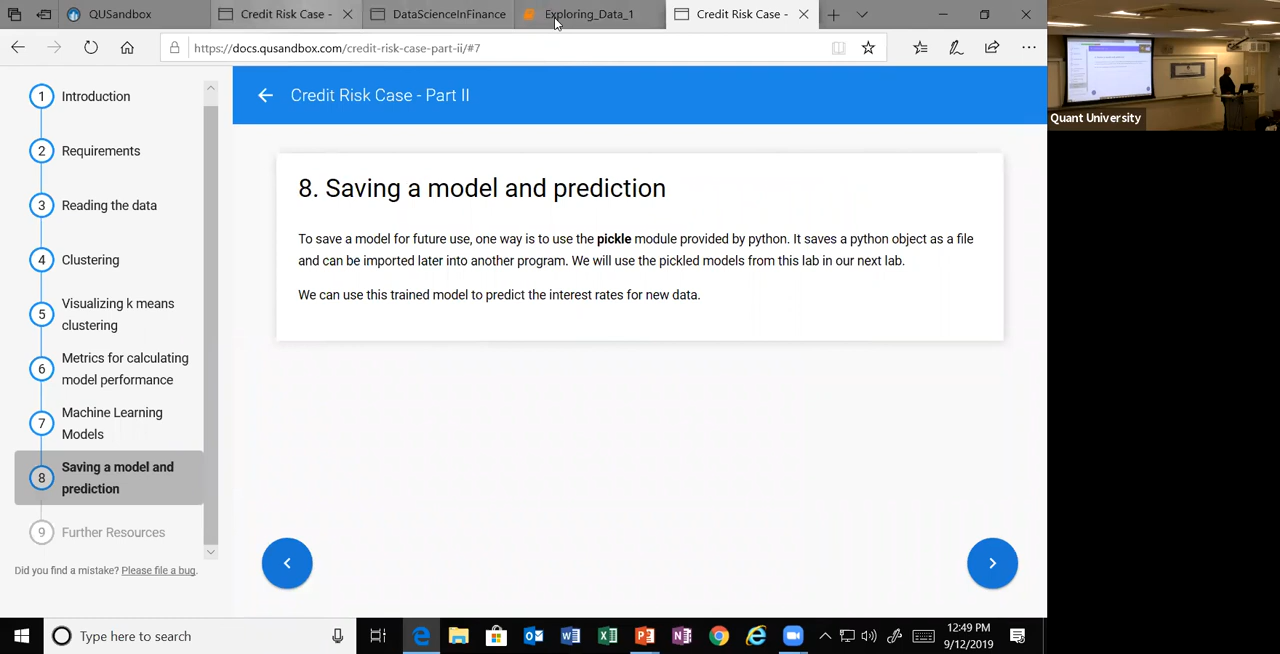 QUSandbox
Credit Risk Case -
DataScienceInFinance
Exploring_Data_1
Credit Risk Case -
https://docs.qusandbox.com/credit-risk-case-part-ii/#7
1 Introduction
2 Requirements
3 Reading the data
4 Clustering
5 Visualizing k means
clustering
6 Metrics for calculating
model performance
7 Machine Learning
Models
8 Saving a model and
prediction
9 Further Resources
Did you find a mistake? Please file a bug.
Credit Risk Case - Part II
8. Saving a model and prediction
To save a model for future use, one way is to use the pickle module provided by python. It saves a python object as a file
and can be imported later into another program. We will use the pickled models from this lab in our next lab.
We can use this trained model to predict the interest rates for new data.
Quant University
Type here to search
12:49 PM
9/12/2019